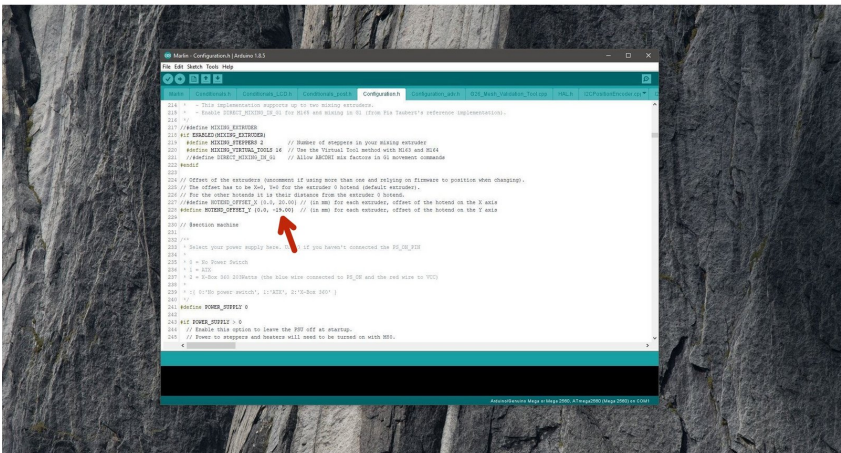 Marlin - Configuration.h | Arduino 1.8.5
File Edit Sketch Tools Help
Marlin Conditionals.h Conditionals_LCD.h Conditionals_post.h Configuration.h Configuration_adv.h G26_Mesh_Validation_Tool.cpp HAL.h I2CPositionEncoder.cpp
214 * - This implementation supports up to two mixing extruders.
215 * - Enable DIRECT_MIXING_IN_G1 for M165 and mixing in G1 (from Pia Taubert's reference implementation).
216 */
217 //#define MIXING_EXTRUDER
218 #if ENABLED(MIXING_EXTRUDER)
219 #define MIXING_STEPPERS 2 // Number of steppers in your mixing extruder
220 #define MIXING_VIRTUAL_TOOLS 16 // Use the Virtual Tool method with M163 and M164
221 //#define DIRECT_MIXING_IN_G1 // Allow ABCDHI mix factors in G1 movement commands
222 #endif
223
224 // Offset of the extruders (uncomment if using more than one and relying on firmware to position when changing).
225 // The offset has to be X=0, Y=0 for the extruder 0 hotend (default extruder).
226 // For the other hotends it is their distance from the extruder 0 hotend.
227 //#define HOTEND_OFFSET_X {0.0, 20.00} // (in mm) for each extruder, offset of the hotend on the X axis
228 #define HOTEND_OFFSET_Y {0.0, -19.00} // (in mm) for each extruder, offset of the hotend on the Y axis
229
230 // @section machine
231
232 /**
233 * Select your power supply here. if you haven't connected the PS_ON_PIN
234 *
235 * 0 = No Power Switch
236 * 1 = ATX
237 * 2 = X-Box 360 203Watts (the blue wire connected to PS_ON and the red wire to VCC)
238 *
239 * :{ 0:'No power switch', 1:'ATX', 2:'X-Box 360' }
240 */
241 #define POWER_SUPPLY 0
242
243 #if POWER_SUPPLY > 0
244 // Enable this option to leave the PSU off at startup.
245 // Power to steppers and heaters will need to be turned on with M80.
Arduino/Genuino Mega or Mega 2560, ATmega2560 (Mega 2560) on COM1